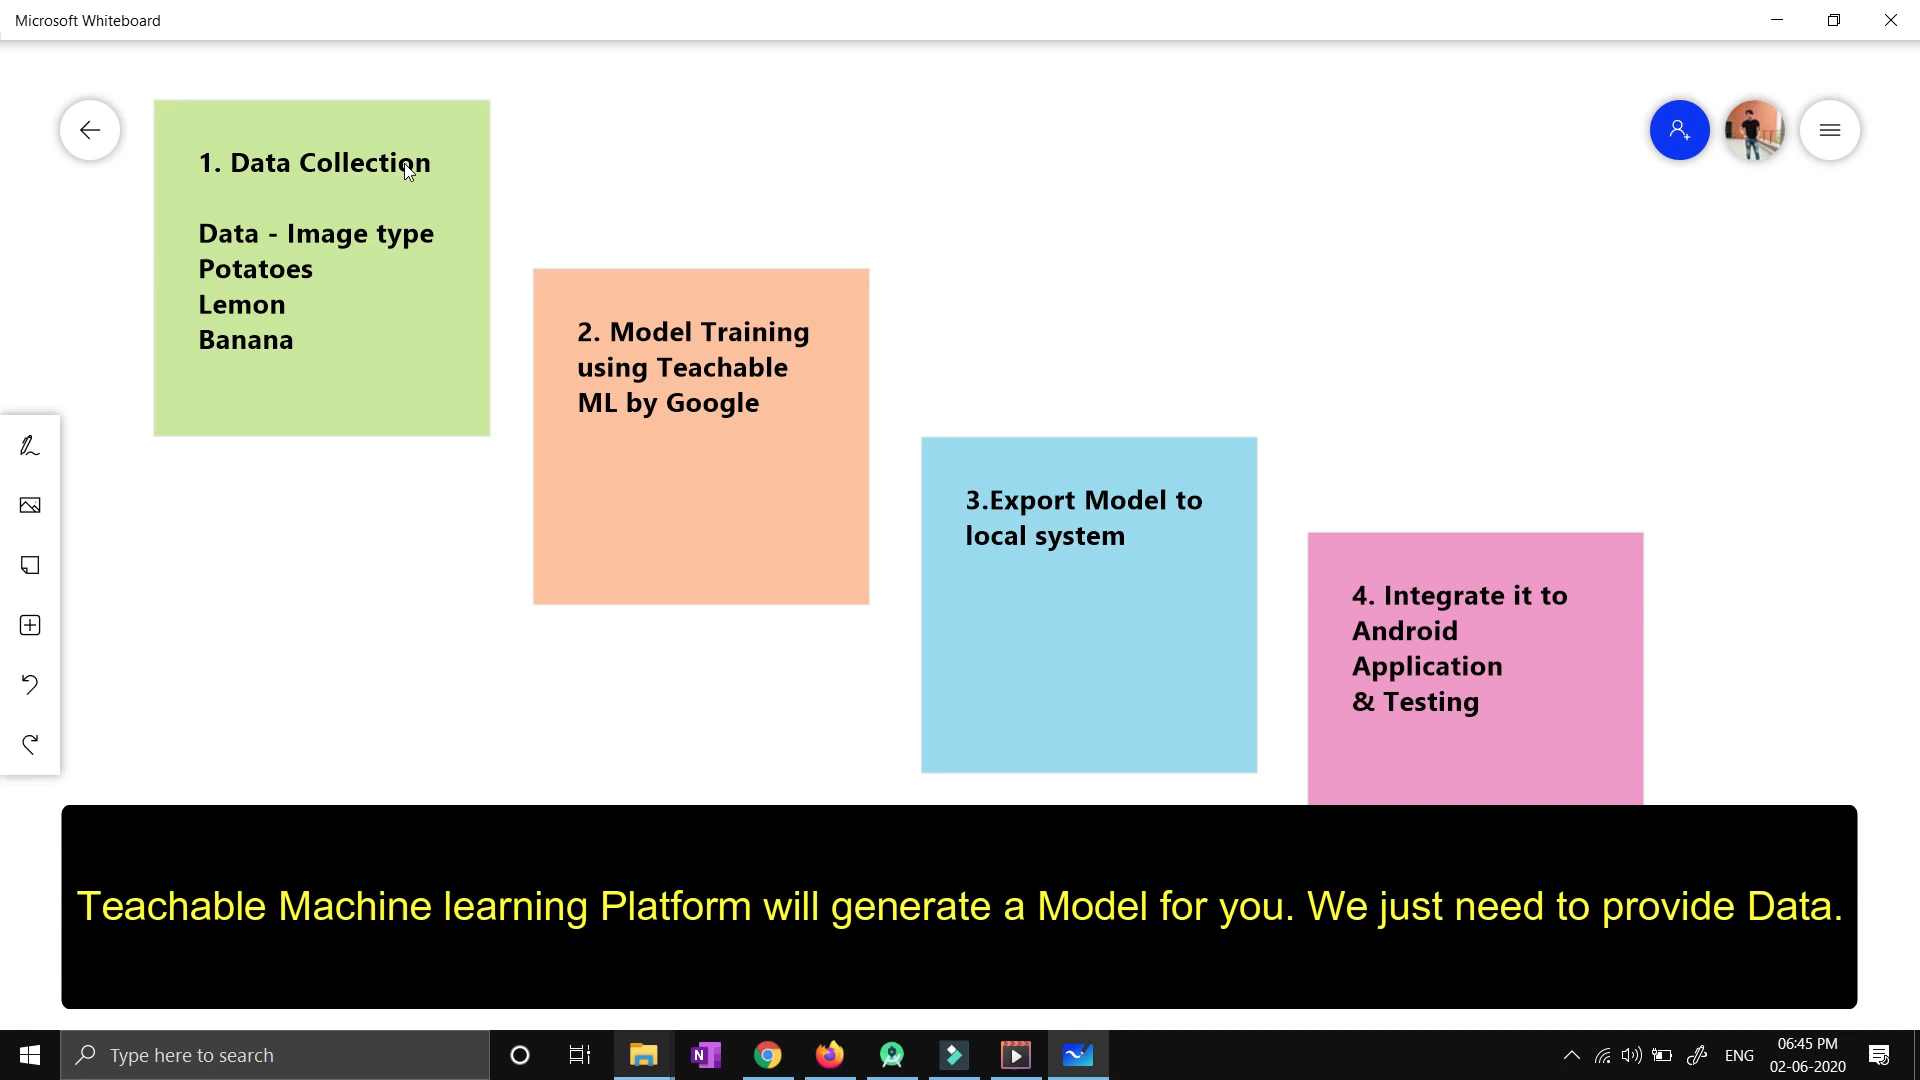 Microsoft Whiteboard
1. Data Collection
Data - Image type
Potatoes
Lemon
Banana
2. Model Training
using Teachable
ML by Google
3.Export Model to
local system
4. Integrate it to
Android
Application
& Testing
Teachable Machine learning Platform will generate a Model for you. We just need to provide Data.
Type here to search
N
ENG
06:45 PM
02-06-2020